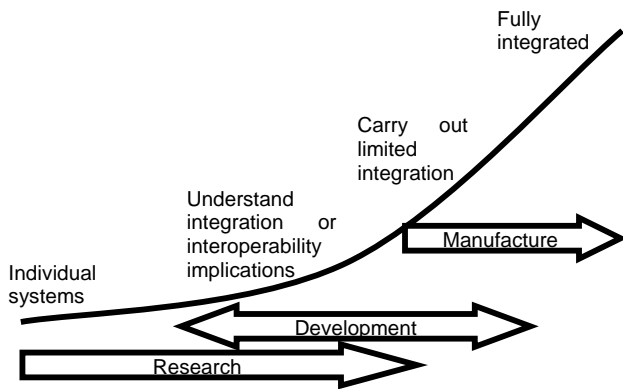 Fully
integrated
Carry out
limited
integration
Understand
integration or
interoperability
implications
Manufacture
Individual
systems
Development
Research